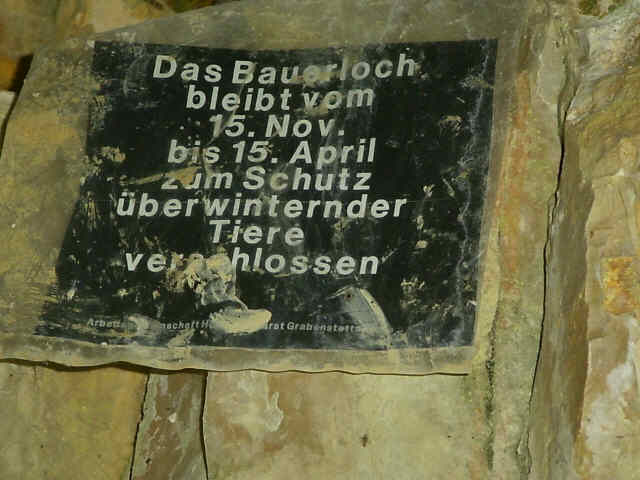 Das Bauerloch
bleibt vom
15. Nov.
bis 15. April
zum Schutz
überwinternder
Tiere
verschlossen
Grabenstetten